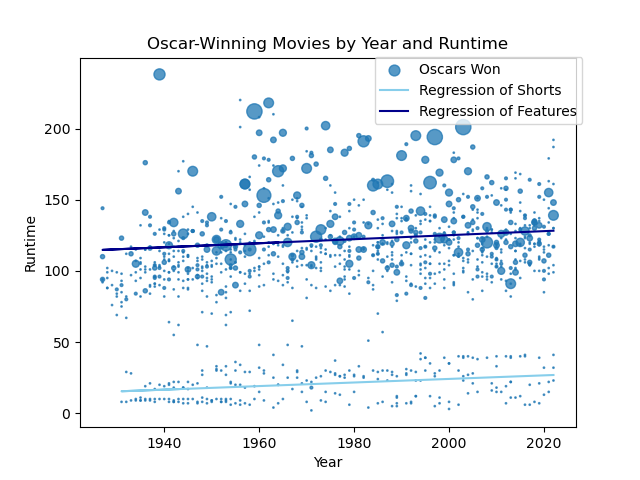 Oscar-Winning Movies by Year and Runtime
Oscars Won
Regression of Shorts
Regression of Features
200
150
100
50
0
Runtime
1940
1960
1980
2000
2020
Year